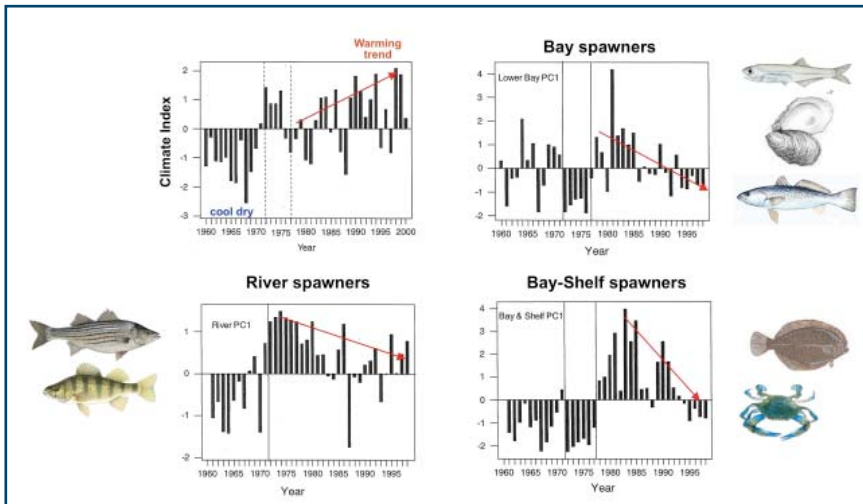 Warming
trend
Climate Index
2
1
0
-1
-2
-3
cool dry
1960 1965 1970 1975 1980 1985 1990 1995 2000
Year
Bay spawners
Lower Bay PC1
4
3
2
1
0
-1
-2
1960 1965 1970 1975 1980 1985 1990 1995
Year
River spawners
River PC1
1
0
-1
-2
1960 1965 1970 1975 1980 1985 1990 1995
Year
Bay-Shelf spawners
Bay & Shelf PC1
4
3
2
1
0
-1
-2
1960 1965 1970 1975 1980 1985 1990 1995
Year